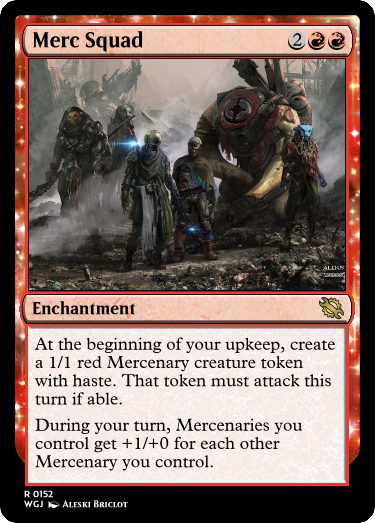 Merc Squad 2
Enchantment
At the beginning of your upkeep, create
a 1/1 red Mercenary creature token
with haste. That token must attack this
turn if able.
During your turn, Mercenaries you
control get +1/+0 for each other
Mercenary you control.
R 0152
WGJ Aleski Briclot